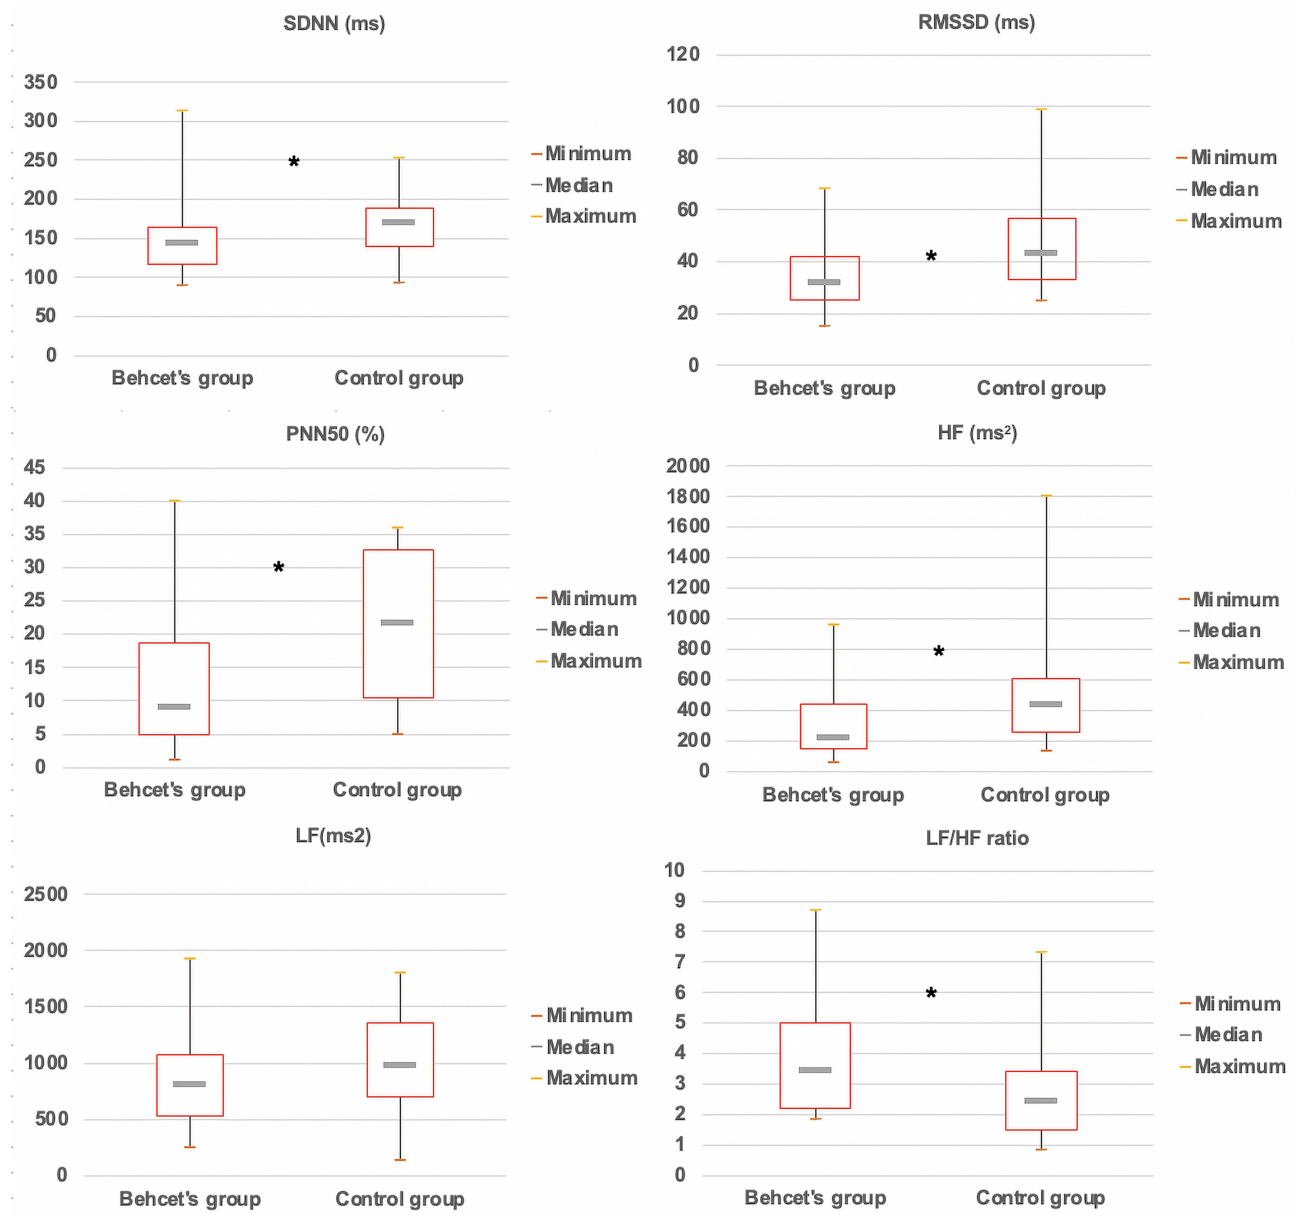 SDNN (ms)
350
300
250
200
150
100
50
0
*
Behcet's group
Control group
Minimum
Median
Maximum
RMSSD (ms)
120
100
80
60
40
20
0
*
Behcet's group
Control group
Minimum
Median
Maximum
PNN50 (%)
45
40
35
30
25
20
15
10
5
0
*
Behcet's group
Control group
Minimum
Median
Maximum
HF (ms²)
2000
1800
1600
1400
1200
1000
800
600
400
200
0
*
Behcet's group
Control group
Minimum
Median
Maximum
LF(ms2)
2500
2000
1500
1000
500
0
Behcet's group
Control group
Minimum
Median
Maximum
LF/HF ratio
10
9
8
7
6
5
4
3
2
1
0
*
Behcet's group
Control group
Minimum
Median
Maximum